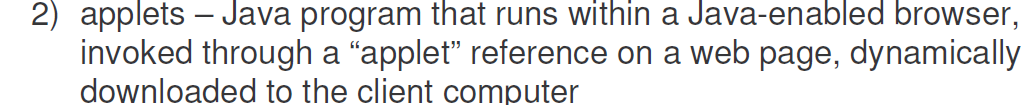 2) applets – Java program that runs within a Java-enabled browser,
invoked through a “applet” reference on a web page, dynamically
downloaded to the client computer